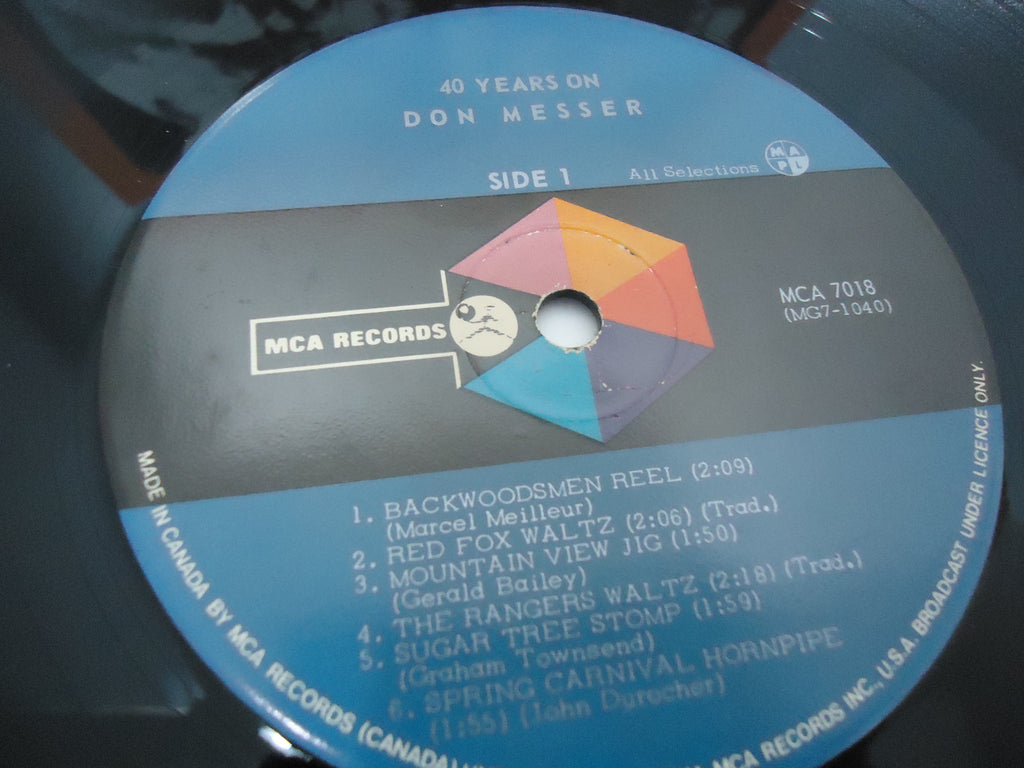 40 YEARS ON
DON MESSER
SIDE 1
All Selections
M A P L
MCA RECORDS
MCA 7018
(MG7-1040)
1. BACKWOODSMEN REEL (2:09)
(Marcel Meilleur)
2. RED FOX WALTZ (2:06) (Trad.)
3. MOUNTAIN VIEW JIG (1:50)
(Gerald Bailey)
4. THE RANGERS WALTZ (2:18) (Trad.)
5. SUGAR TREE STOMP (1:59)
(Graham Townsend)
6. SPRING CARNIVAL HORNPIPE
(1:55) (John Durocher)
MADE IN CANADA BY MCA RECORDS (CANADA)
MCA RECORDS INC., U.S.A. BROADCAST UNDER LICENCE ONLY.